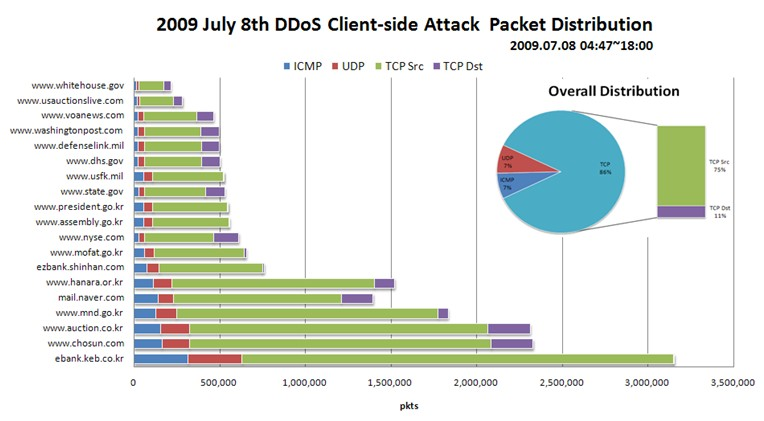 2009 July 8th DDoS Client-side Attack Packet Distribution
2009.07.08 04:47~18:00
ICMP UDP TCP Src TCP Dst
www.whitehouse.gov
www.usauctionslive.com
www.voanews.com
www.washingtonpost.com
www.defenselink.mil
www.dhs.gov
www.usfk.mil
www.state.gov
www.president.go.kr
www.assembly.go.kr
www.nyse.com
www.mofat.go.kr
ezbank.shinhan.com
www.hanara.or.kr
mail.naver.com
www.mnd.go.kr
www.auction.co.kr
www.chosun.com
ebank.keb.co.kr
0 500,000 1,000,000 1,500,000 2,000,000 2,500,000 3,000,000 3,500,000
pkts
Overall Distribution
UDP
7%
ICMP
7%
TCP
86%
TCP Src
75%
TCP Dst
11%